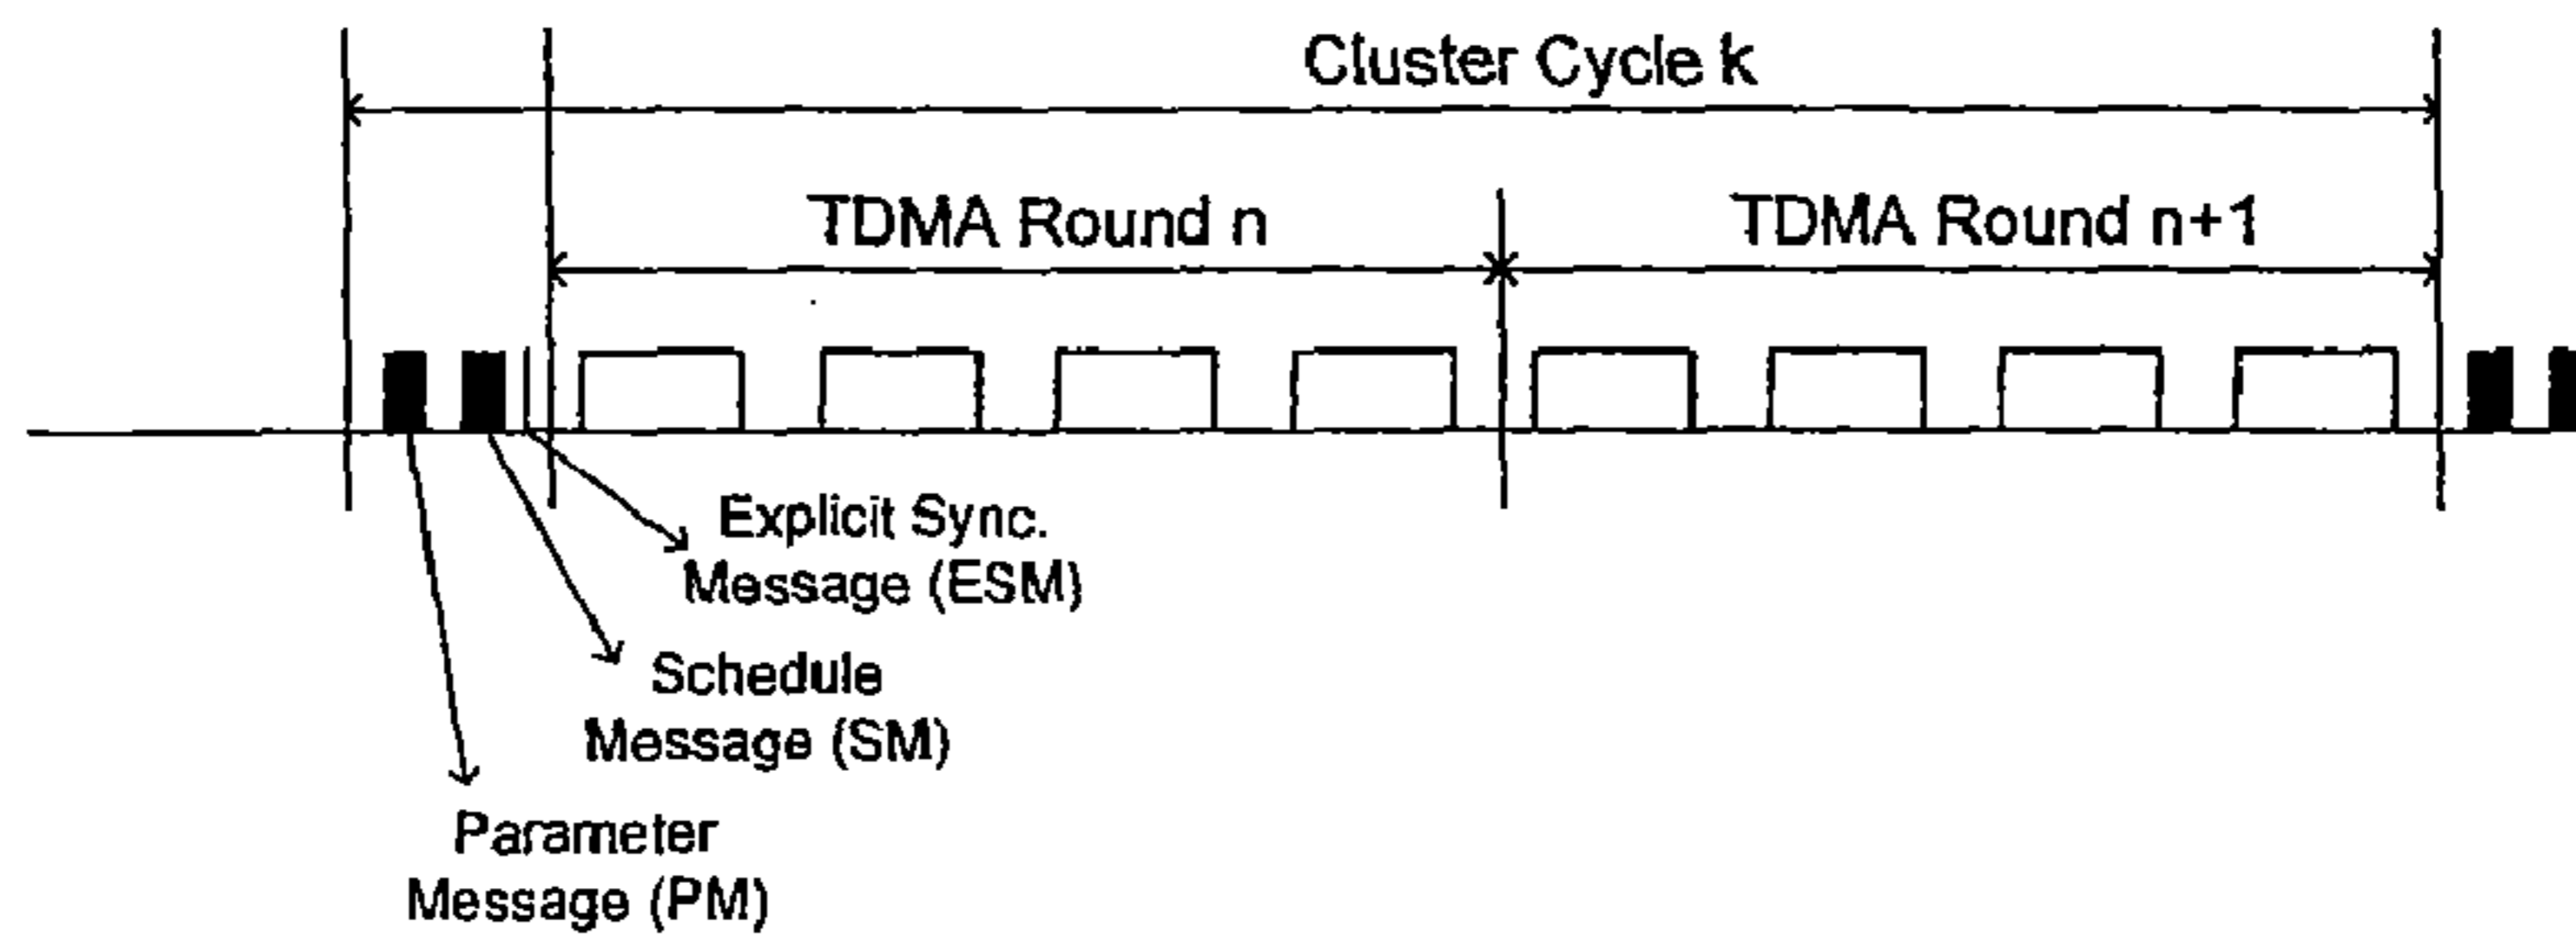 Cluster Cycle k
TDMA Round n
TDMA Round n+1
Explicit Sync.
Message (ESM)
Schedule
Message (SM)
Parameter
Message (PM)